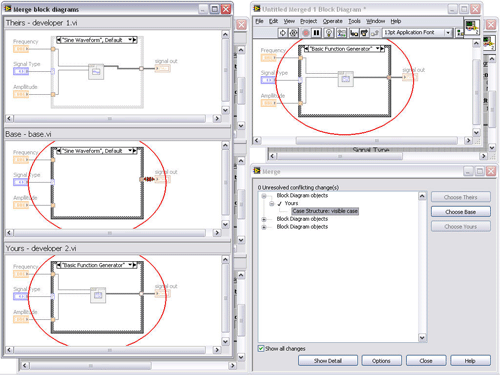 Merge block diagrams
Theirs - developer 1.vi
Frequency
"Sine Waveform", Default
Signal Type
signal out
Amplitude
Base - base.vi
Frequency
"Sine Waveform", Default
signal out
Signal Type
Amplitude
Yours - developer 2.vi
Frequency
"Basic Function Generator"
signal out
Signal Type
Amplitude
Untitled merged 1 Block Diagram *
File Edit View Project Operate Tools Window Help
13pt Application Font
Frequency
"Basic Function Generator"
signal out
Signal Type
Amplitude
Signal Type
Merge
0 Unresolved conflicting change(s)
Block Diagram objects
Yours
Case Structure: visible case
Block Diagram objects
Block Diagram objects
Choose Theirs
Choose Base
Choose Yours
Show all changes
Show Detail
Options
Close
Help